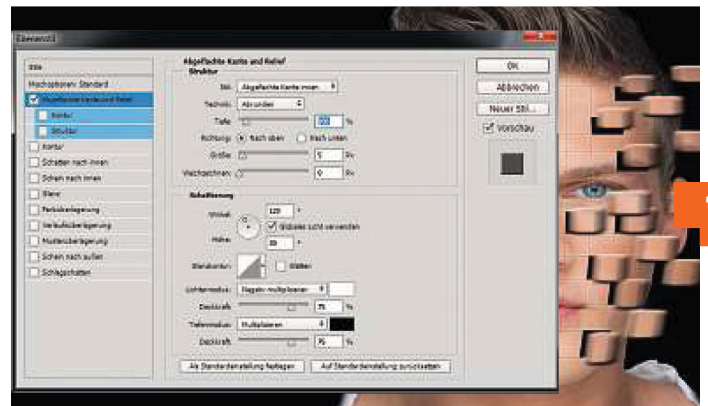 Ebenenstil
Stile
Mischoptionen: Standard
Abgeflachte Kante und Relief
Kontur
Struktur
Kontur
Schatten nach innen
Schein nach innen
Glanz
Farbüberlagerung
Verlaufsüberlagerung
Musterüberlagerung
Schein nach außen
Schlagschatten
Abgeflachte Kante und Relief
Struktur
Stil: Abgeflachte Kante innen
Technik: Abrunden
Tiefe: %
Richtung: Nach oben Nach unten
Größe: 5 Px
Weichzeichnen: 0 Px
Schattierung
Winkel: 120 °
Globales Licht verwenden
Höhe: 30 °
Glanzkontur: Glätten
Lichtermodus: Negativ multiplizieren
Deckkraft: 75 %
Tiefenmodus: Multiplizieren
Deckkraft: 75 %
Als Standardeinstellung festlegen Auf Standardeinstellung zurücksetzen
OK
Abbrechen
Neuer Stil...
Vorschau